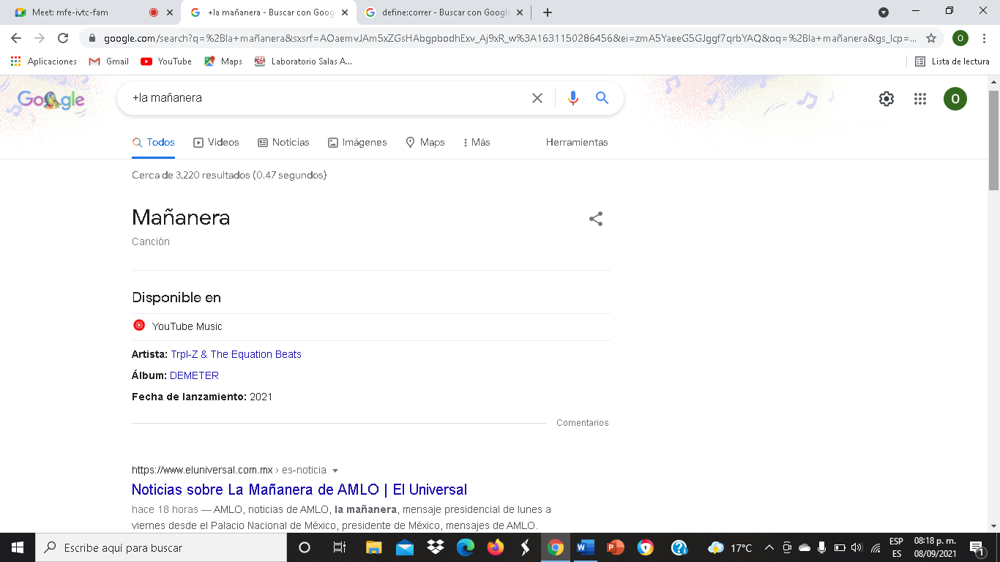 Meet: mfe-ivtc-fam
+la mañanera - Buscar con Goog
define:correr - Buscar con Google
google.com/search?q=%2Bla+mañanera&sxsrf=AOaemvJAm5xZGsHAbgpbodhExv_Aj9xR_w%3A1631150286456&ei=zmA5YaeeG5GJggf7qrbYAQ&oq=%2Bla+mañanera&gs_lcp=...
O
Aplicaciones Gmail YouTube Maps Laboratorio Salas A... Lista de lectura
Google +la mañanera O
Todos Videos Noticias Imágenes Maps Más Herramientas
Cerca de 3,220 resultados (0.47 segundos)
Mañanera
Canción
Disponible en
YouTube Music
Artista: Trpl-Z & The Equation Beats
Álbum: DEMETER
Fecha de lanzamiento: 2021
Comentarios
https://www.eluniversal.com.mx › es-noticia
Noticias sobre La Mañanera de AMLO | El Universal
hace 18 horas — AMLO, noticias de AMLO, la mañanera, mensaje presidencial de lunes a
viernes desde el Palacio Nacional de México, presidente de México, mensajes de AMLO.
Escribe aquí para buscar
17°C
ESP
ES
08:18 p. m.
08/09/2021
1